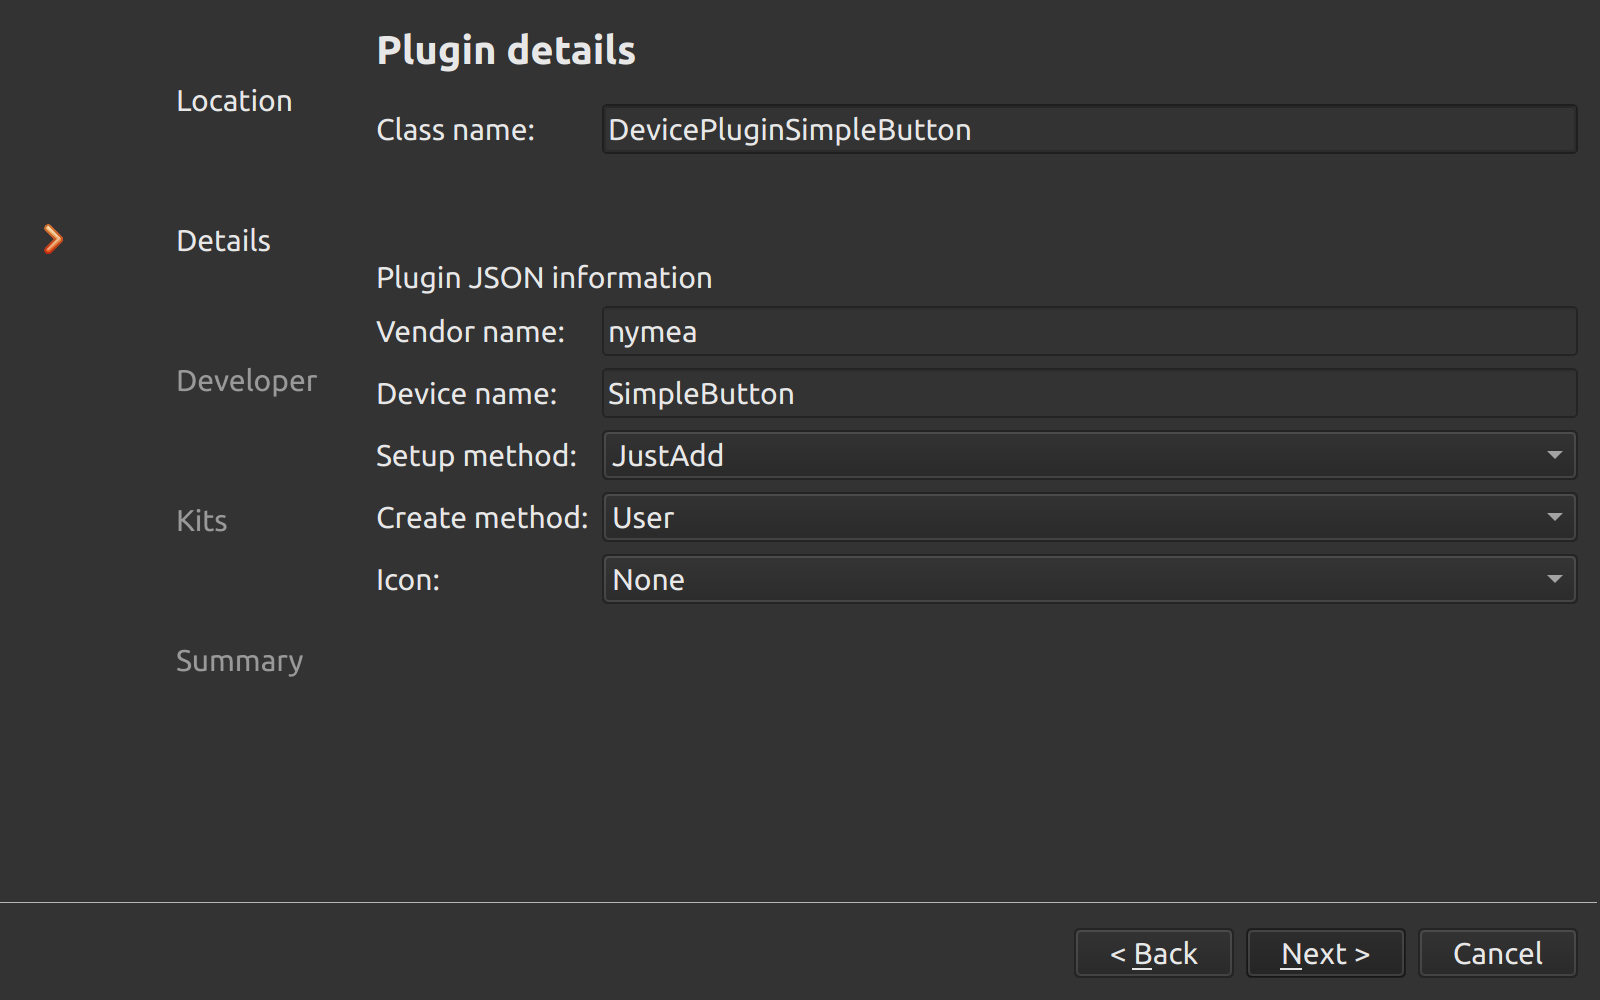 Plugin details
Location
Details
Developer
Kits
Summary
Class name: DevicePluginSimpleButton
Plugin JSON information
Vendor name: nymea
Device name: SimpleButton
Setup method: JustAdd
Create method: User
Icon: None
< Back Next > Cancel